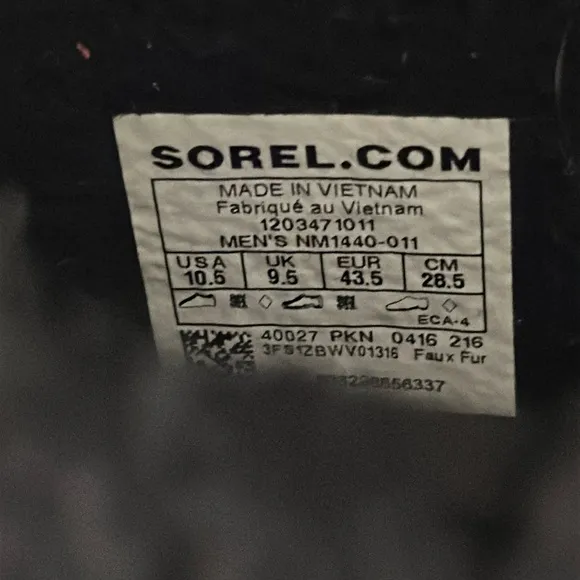 SOREL.COM
MADE IN VIETNAM
Fabriqué au Vietnam
1203471011
MEN'S NM1440-011
USA UK EUR CM
10.5 9.5 43.5 28.5
ECA-4
40027 PKN 0416 216
3FS1ZBWV01316 Faux Fur